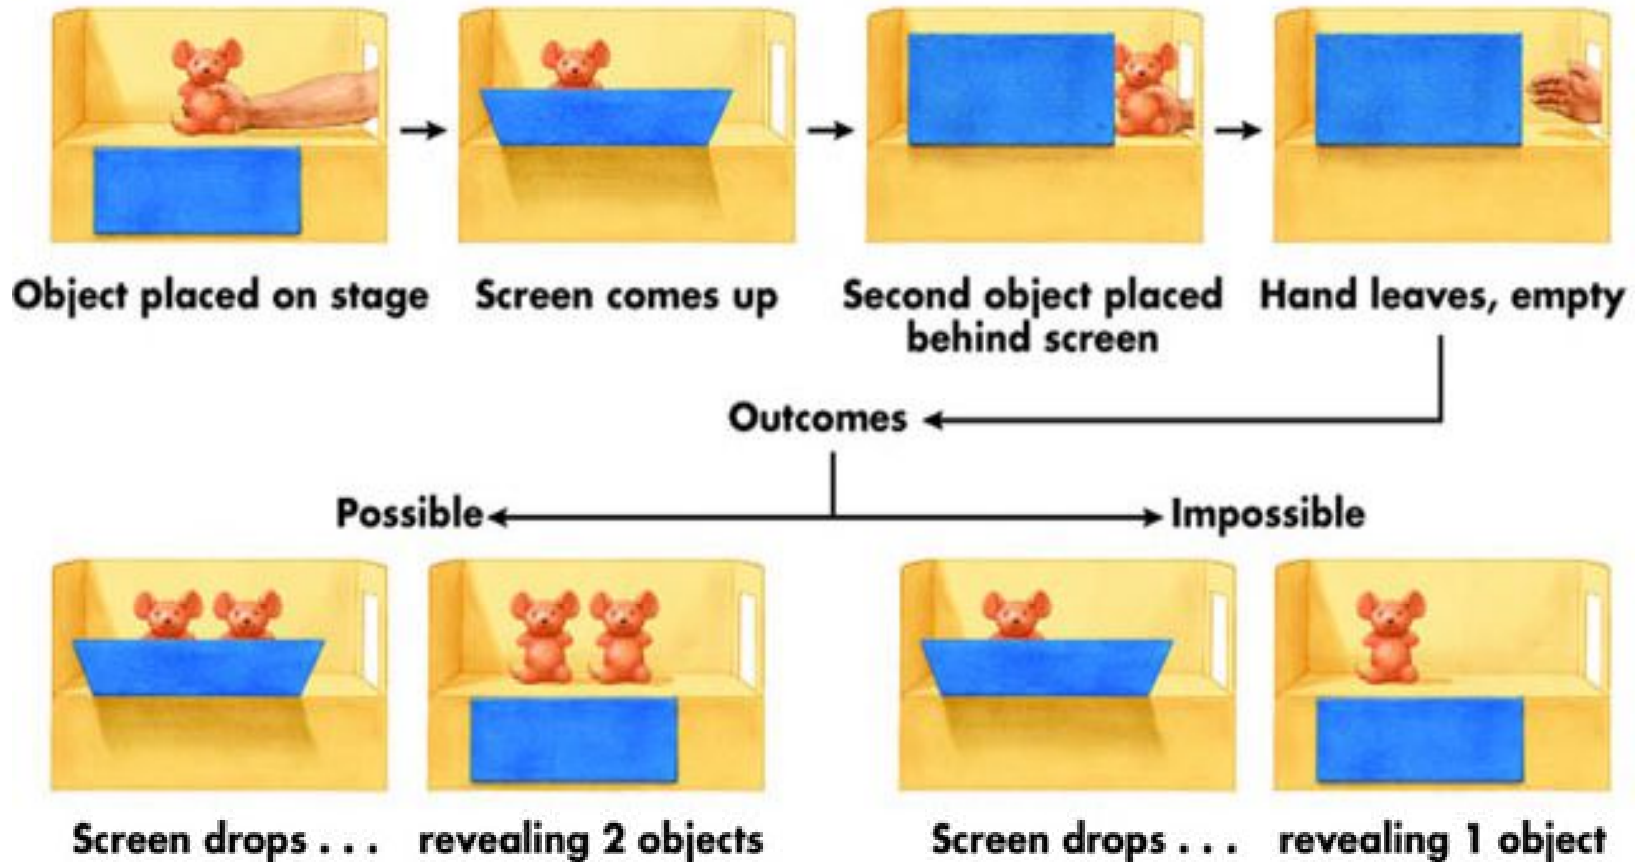 Object placed on stage
Screen comes up
Second object placed
behind screen
Hand leaves, empty
Outcomes
Possible
Impossible
Screen drops . . .
revealing 2 objects
Screen drops . . .
revealing 1 object